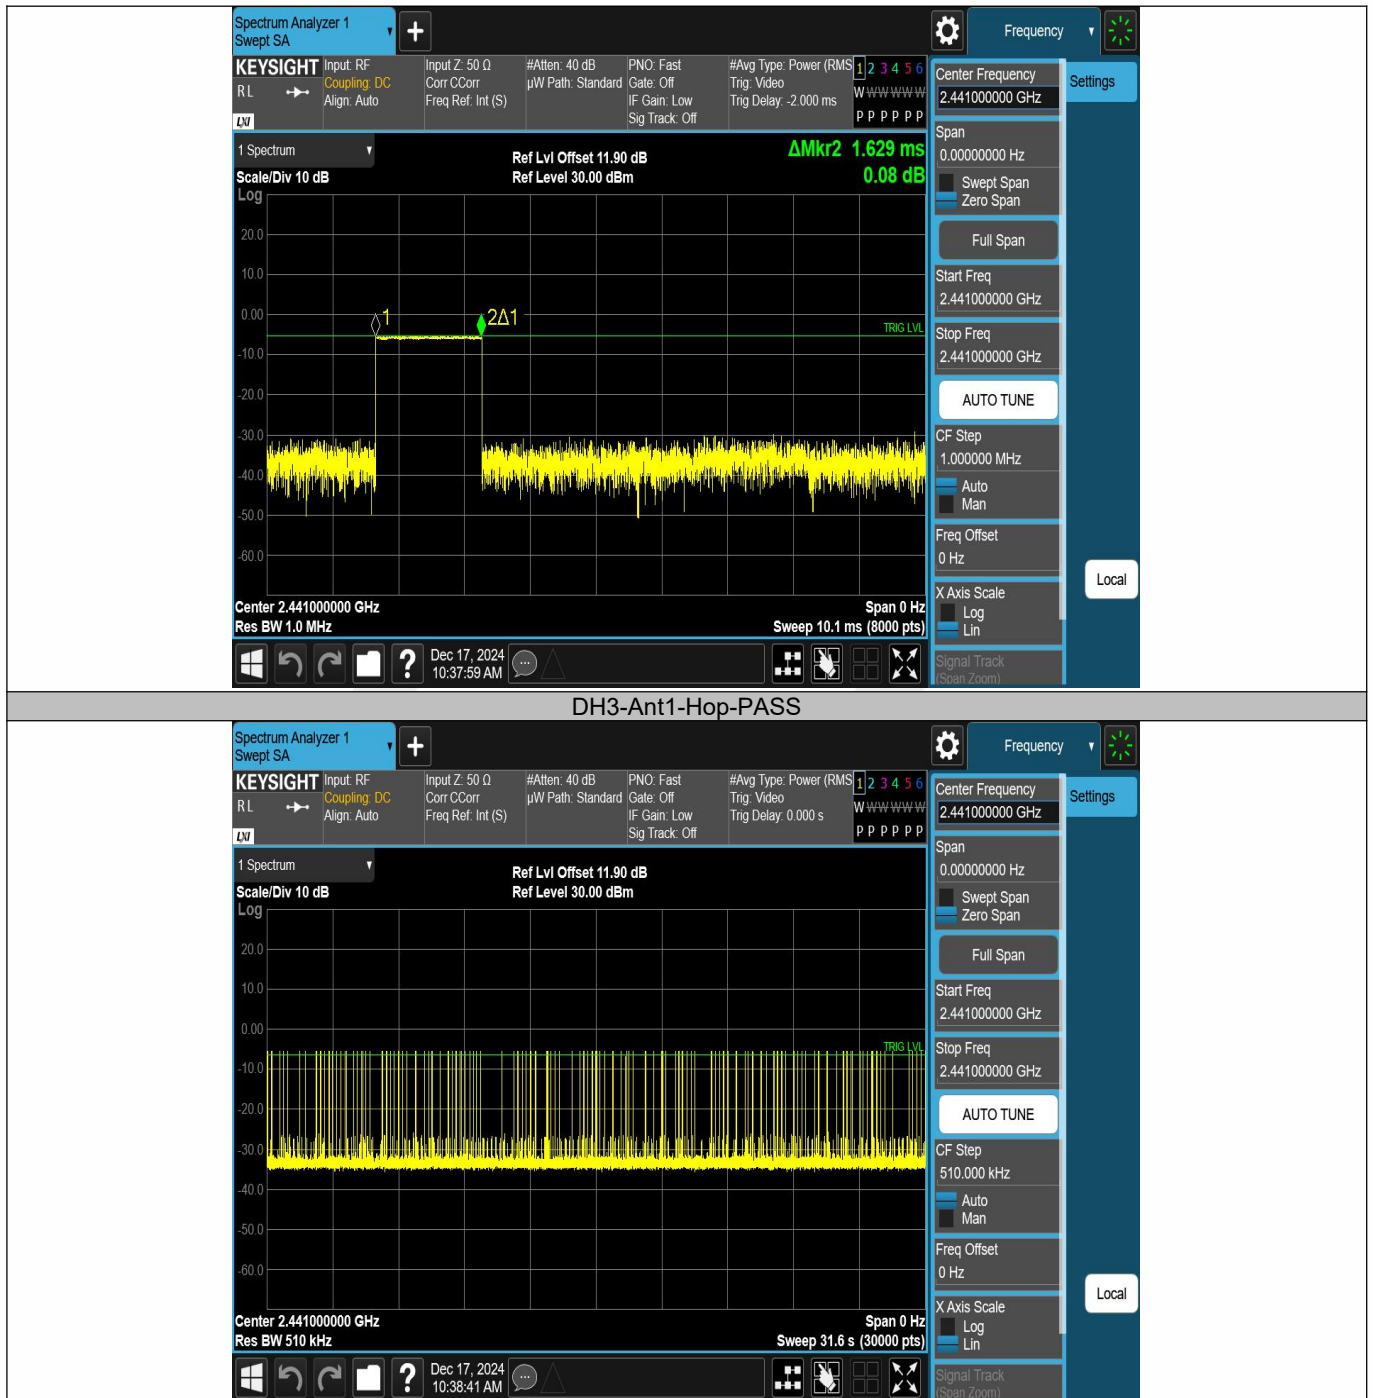 Spectrum Analyzer 1
Swept SA
+
Frequency
KEYSIGHT
RL
LXI
Input: RF
Coupling: DC
Align: Auto
Input Z: 50 Ω
Corr CCorr
Freq Ref: Int (S)
#Atten: 40 dB
µW Path: Standard
PNO: Fast
Gate: Off
IF Gain: Low
Sig Track: Off
#Avg Type: Power (RMS
Trig: Video
Trig Delay: -2.000 ms
1 2 3 4 5 6
W W W W W W
P P P P P P
Center Frequency
2.441000000 GHz
Settings
1 Spectrum
Scale/Div 10 dB
Log
Ref Lvl Offset 11.90 dB
Ref Level 30.00 dBm
ΔMkr2 1.629 ms
0.08 dB
Span
0.00000000 Hz
Swept Span
Zero Span
Full Span
Start Freq
2.441000000 GHz
Stop Freq
2.441000000 GHz
AUTO TUNE
CF Step
1.000000 MHz
Auto
Man
Freq Offset
0 Hz
X Axis Scale
Log
Lin
Signal Track
(Span Zoom)
Local
20.0
10.0
0.00
-10.0
-20.0
-30.0
-40.0
-50.0
-60.0
1
2Δ1
TRIG LVL
Center 2.441000000 GHz
Res BW 1.0 MHz
Span 0 Hz
Sweep 10.1 ms (8000 pts)
?
Dec 17, 2024
10:37:59 AM
DH3-Ant1-Hop-PASS
Spectrum Analyzer 1
Swept SA
+
Frequency
KEYSIGHT
RL
LXI
Input: RF
Coupling: DC
Align: Auto
Input Z: 50 Ω
Corr CCorr
Freq Ref: Int (S)
#Atten: 40 dB
µW Path: Standard
PNO: Fast
Gate: Off
IF Gain: Low
Sig Track: Off
#Avg Type: Power (RMS
Trig: Video
Trig Delay: 0.000 s
1 2 3 4 5 6
W W W W W W
P P P P P P
Center Frequency
2.441000000 GHz
Settings
1 Spectrum
Scale/Div 10 dB
Log
Ref Lvl Offset 11.90 dB
Ref Level 30.00 dBm
Span
0.00000000 Hz
Swept Span
Zero Span
Full Span
Start Freq
2.441000000 GHz
Stop Freq
2.441000000 GHz
AUTO TUNE
CF Step
510.000 kHz
Auto
Man
Freq Offset
0 Hz
X Axis Scale
Log
Lin
Signal Track
(Span Zoom)
Local
20.0
10.0
0.00
-10.0
-20.0
-30.0
-40.0
-50.0
-60.0
TRIG LVL
Center 2.441000000 GHz
Res BW 510 kHz
Span 0 Hz
Sweep 31.6 s (30000 pts)
?
Dec 17, 2024
10:38:41 AM